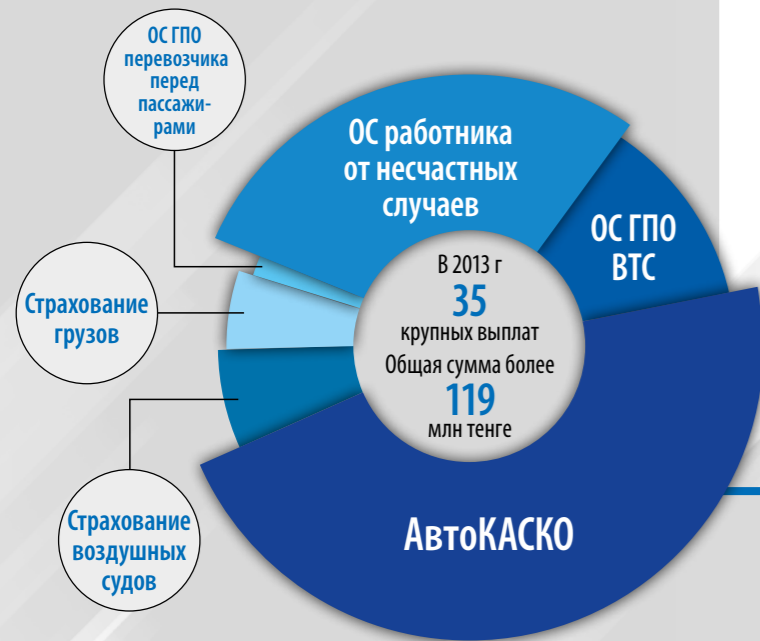 ОС ГПО
перевозчика
перед
пассажи-
рами
ОС работника
от несчастных
случаев
ОС ГПО
ВТС
В 2013 г
35
крупных выплат
Общая сумма более
119
млн тенге
Страхование
грузов
Страхование
воздушных
судов
АвтоКАСКО